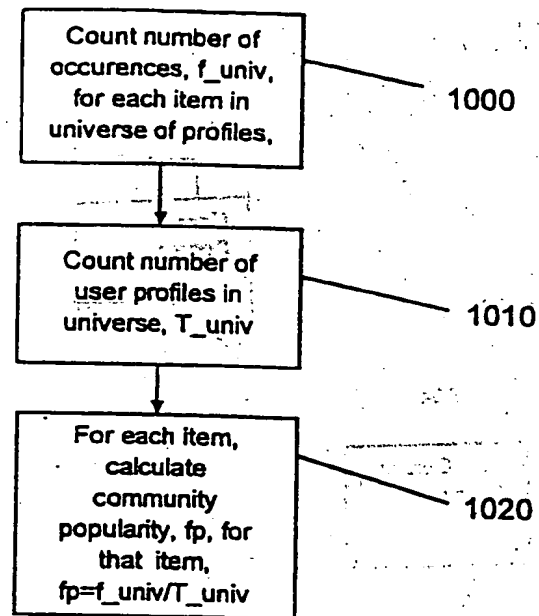 Count number of
occurences, f_univ,
for each item in
universe of profiles,
1000
Count number of
user profiles in
universe, T_univ
1010
For each item,
calculate
community
popularity, fp, for
that item,
fp=f_univ/T_univ
1020